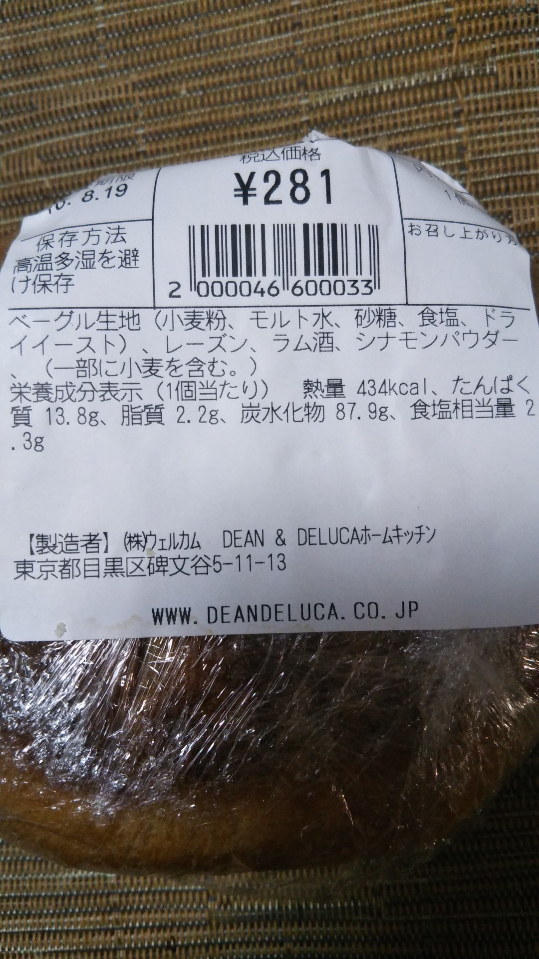 税込価格
¥281
8.19
保存方法
高温多湿を避
け保存
1個
お召し上がり方
2 000046 600033
ベーグル生地（小麦粉、モルト水、砂糖、食塩、ドラ
イイースト）、レーズン、ラム酒、シナモンパウダー
、（一部に小麦を含む。）
栄養成分表示（1個当たり） 熱量 434kcal、たんぱく
質 13.8g、脂質 2.2g、炭水化物 87.9g、食塩相当量 2
.3g
【製造者】㈱ウェルカム DEAN & DELUCAホームキッチン
東京都目黒区碑文谷5-11-13
WWW.DEANDELUCA.CO.JP